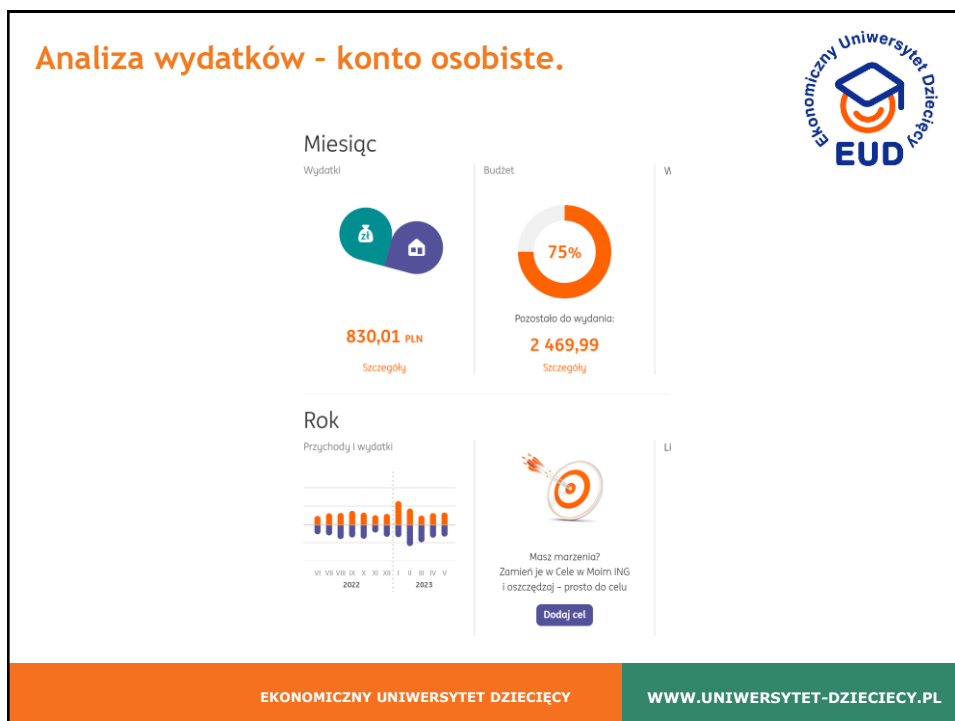 Analiza wydatków – konto osobiste.
Ekonomiczny Uniwersytet Dziecięcy
EUD
Miesiąc
Wydatki
Budżet
zł
75%
Pozostało do wydania:
830,01 PLN
2 469,99
Szczegóły
Szczegóły
Rok
Przychody i wydatki
Li
Masz marzenia?
Zamień je w Cele w Moim ING
i oszczędzaj – prosto do celu
VI VII VIII IX X XI XII I II III IV V
2022 2023
Dodaj cel
EKONOMICZNY UNIWERSYTET DZIECIĘCY
WWW.UNIWERSYTET-DZIECIECY.PL